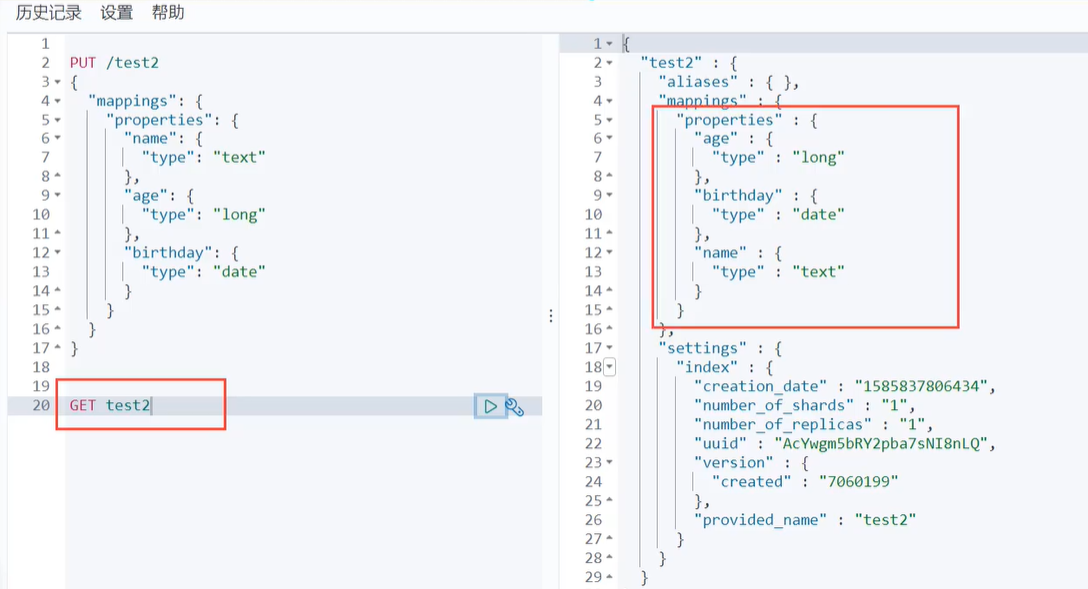 历史记录 设置 帮助
1
2 PUT /test2
3 {
4 "mappings": {
5 "properties": {
6 "name": {
7 "type": "text"
8 },
9 "age": {
10 "type": "long"
11 },
12 "birthday": {
13 "type": "date"
14 }
15 }
16 }
17 }
18
19
20 GET test2
1 {
2 "test2" : {
3 "aliases" : { },
4 "mappings" : {
5 "properties" : {
6 "age" : {
7 "type" : "long"
8 },
9 "birthday" : {
10 "type" : "date"
11 },
12 "name" : {
13 "type" : "text"
14 }
15 }
16 },
17 "settings" : {
18 "index" : {
19 "creation_date" : "1585837806434",
20 "number_of_shards" : "1",
21 "number_of_replicas" : "1",
22 "uuid" : "AcYwgm5bRY2pba7sNI8nLQ",
23 "version" : {
24 "created" : "7060199"
25 },
26 "provided_name" : "test2"
27 }
28 }
29 }